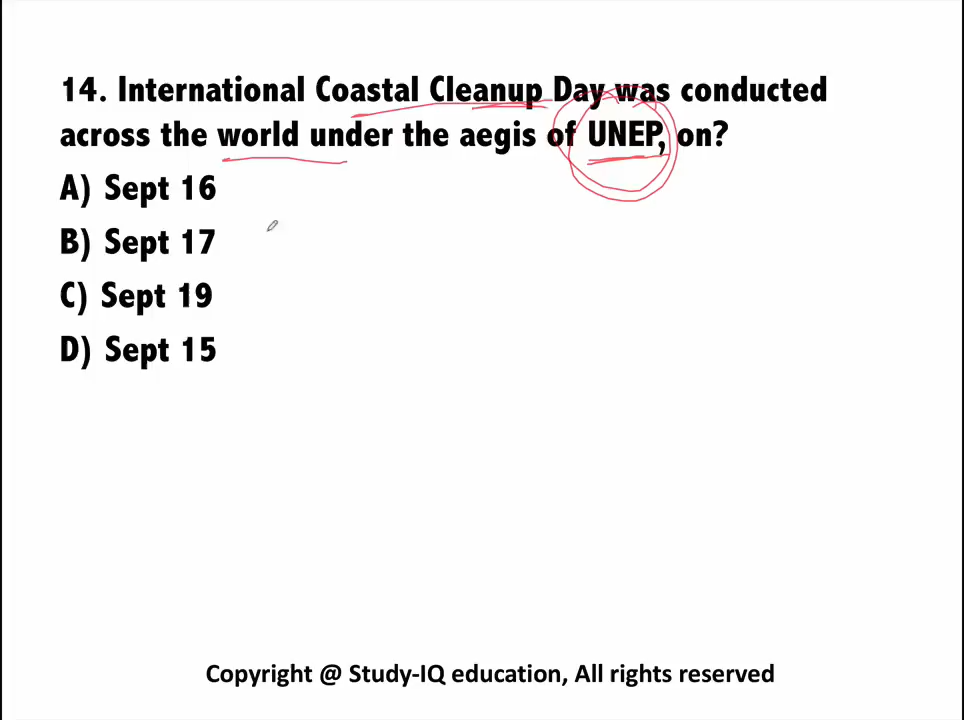 14. International Coastal Cleanup Day was conducted
across the world under the aegis of UNEP, on?
A) Sept 16
B) Sept 17
C) Sept 19
D) Sept 15
Copyright @ Study-IQ education, All rights reserved